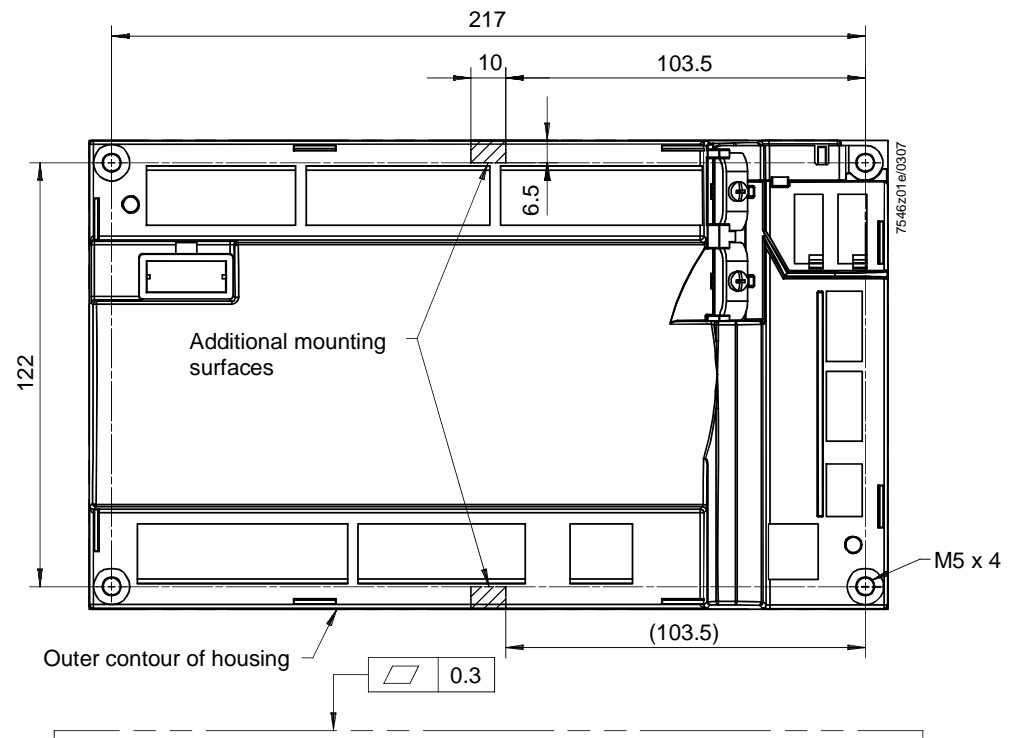 217
10
103.5
6.5
7546z01e/0307
122
Additional mounting
surfaces
M5 x 4
(103.5)
Outer contour of housing
0.3